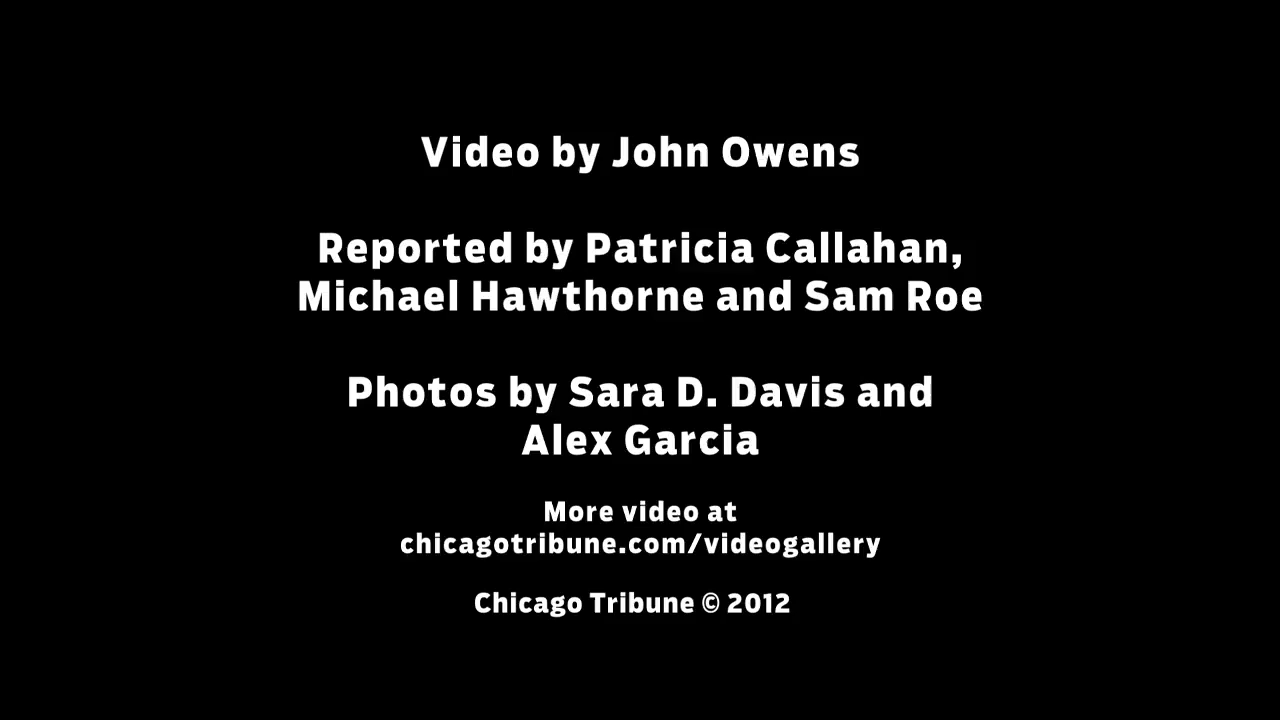 Video by John Owens
Reported by Patricia Callahan,
Michael Hawthorne and Sam Roe
Photos by Sara D. Davis and
Alex Garcia
More video at
chicagotribune.com/videogallery
Chicago Tribune © 2012